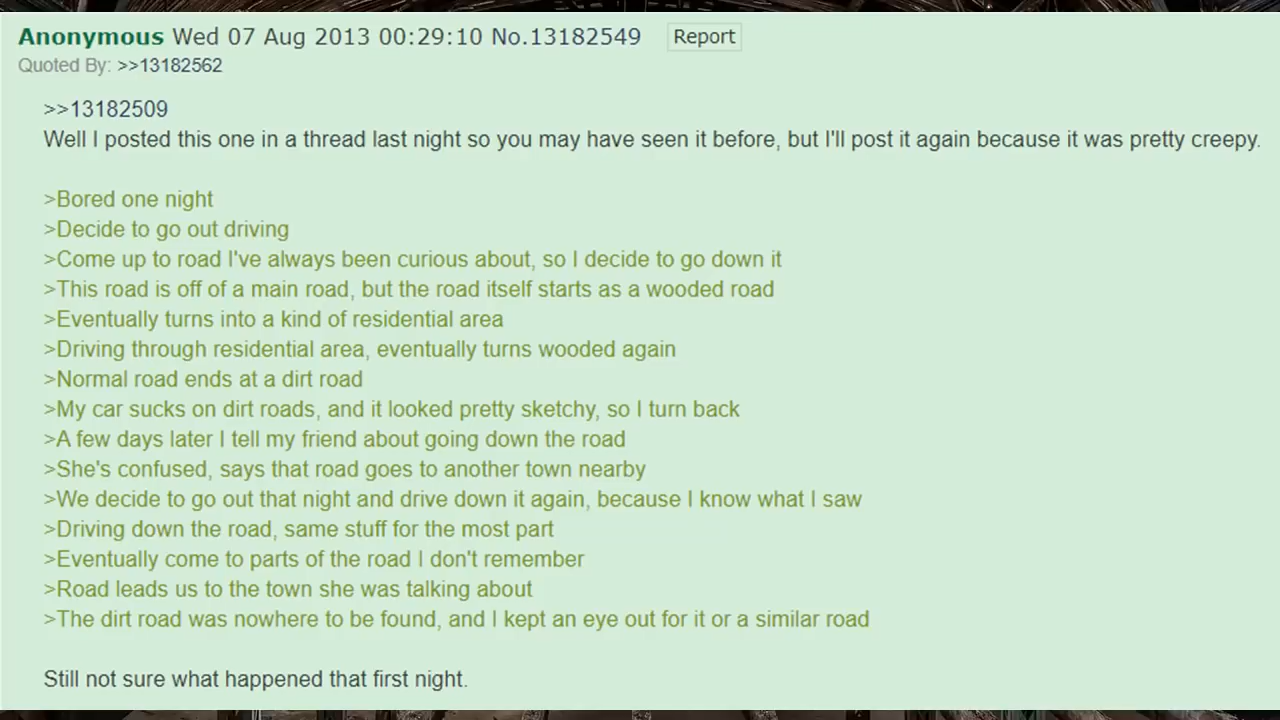 Anonymous Wed 07 Aug 2013 00:29:10 No.13182549 Report
Quoted By: >>13182562
>>13182509
Well I posted this one in a thread last night so you may have seen it before, but I'll post it again because it was pretty creepy.
>Bored one night
>Decide to go out driving
>Come up to road I've always been curious about, so I decide to go down it
>This road is off of a main road, but the road itself starts as a wooded road
>Eventually turns into a kind of residential area
>Driving through residential area, eventually turns wooded again
>Normal road ends at a dirt road
>My car sucks on dirt roads, and it looked pretty sketchy, so I turn back
>A few days later I tell my friend about going down the road
>She's confused, says that road goes to another town nearby
>We decide to go out that night and drive down it again, because I know what I saw
>Driving down the road, same stuff for the most part
>Eventually come to parts of the road I don't remember
>Road leads us to the town she was talking about
>The dirt road was nowhere to be found, and I kept an eye out for it or a similar road
Still not sure what happened that first night.